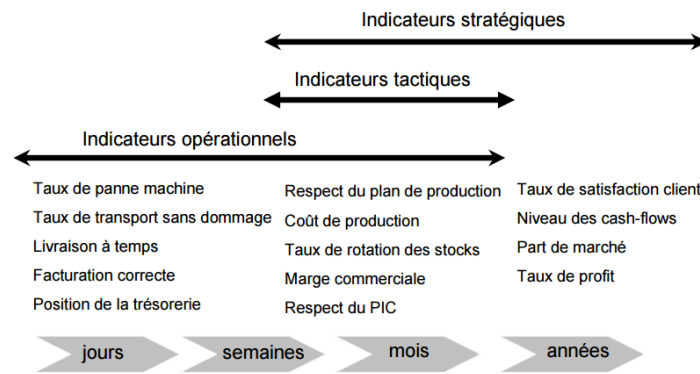 Indicateurs stratégiques
Indicateurs tactiques
Indicateurs opérationnels
Taux de panne machine
Taux de transport sans dommage
Livraison à temps
Facturation correcte
Position de la trésorerie
Respect du plan de production
Coût de production
Taux de rotation des stocks
Marge commerciale
Respect du PIC
Taux de satisfaction client
Niveau des cash-flows
Part de marché
Taux de profit
jours
semaines
mois
années